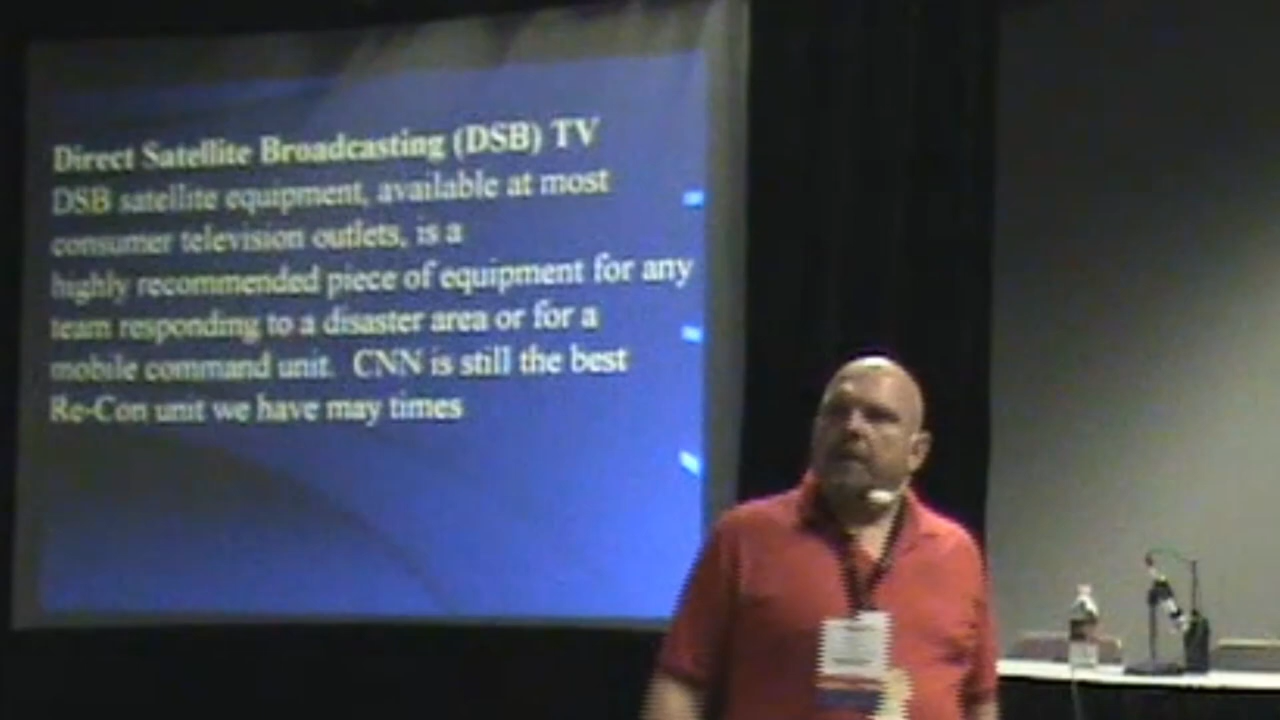 Direct Satellite Broadcasting (DSB) TV
DSB satellite equipment, available at most
consumer television outlets, is a
highly recommended piece of equipment for any
team responding to a disaster area or for a
mobile command unit.  CNN is still the best
Re-Con unit we have may times